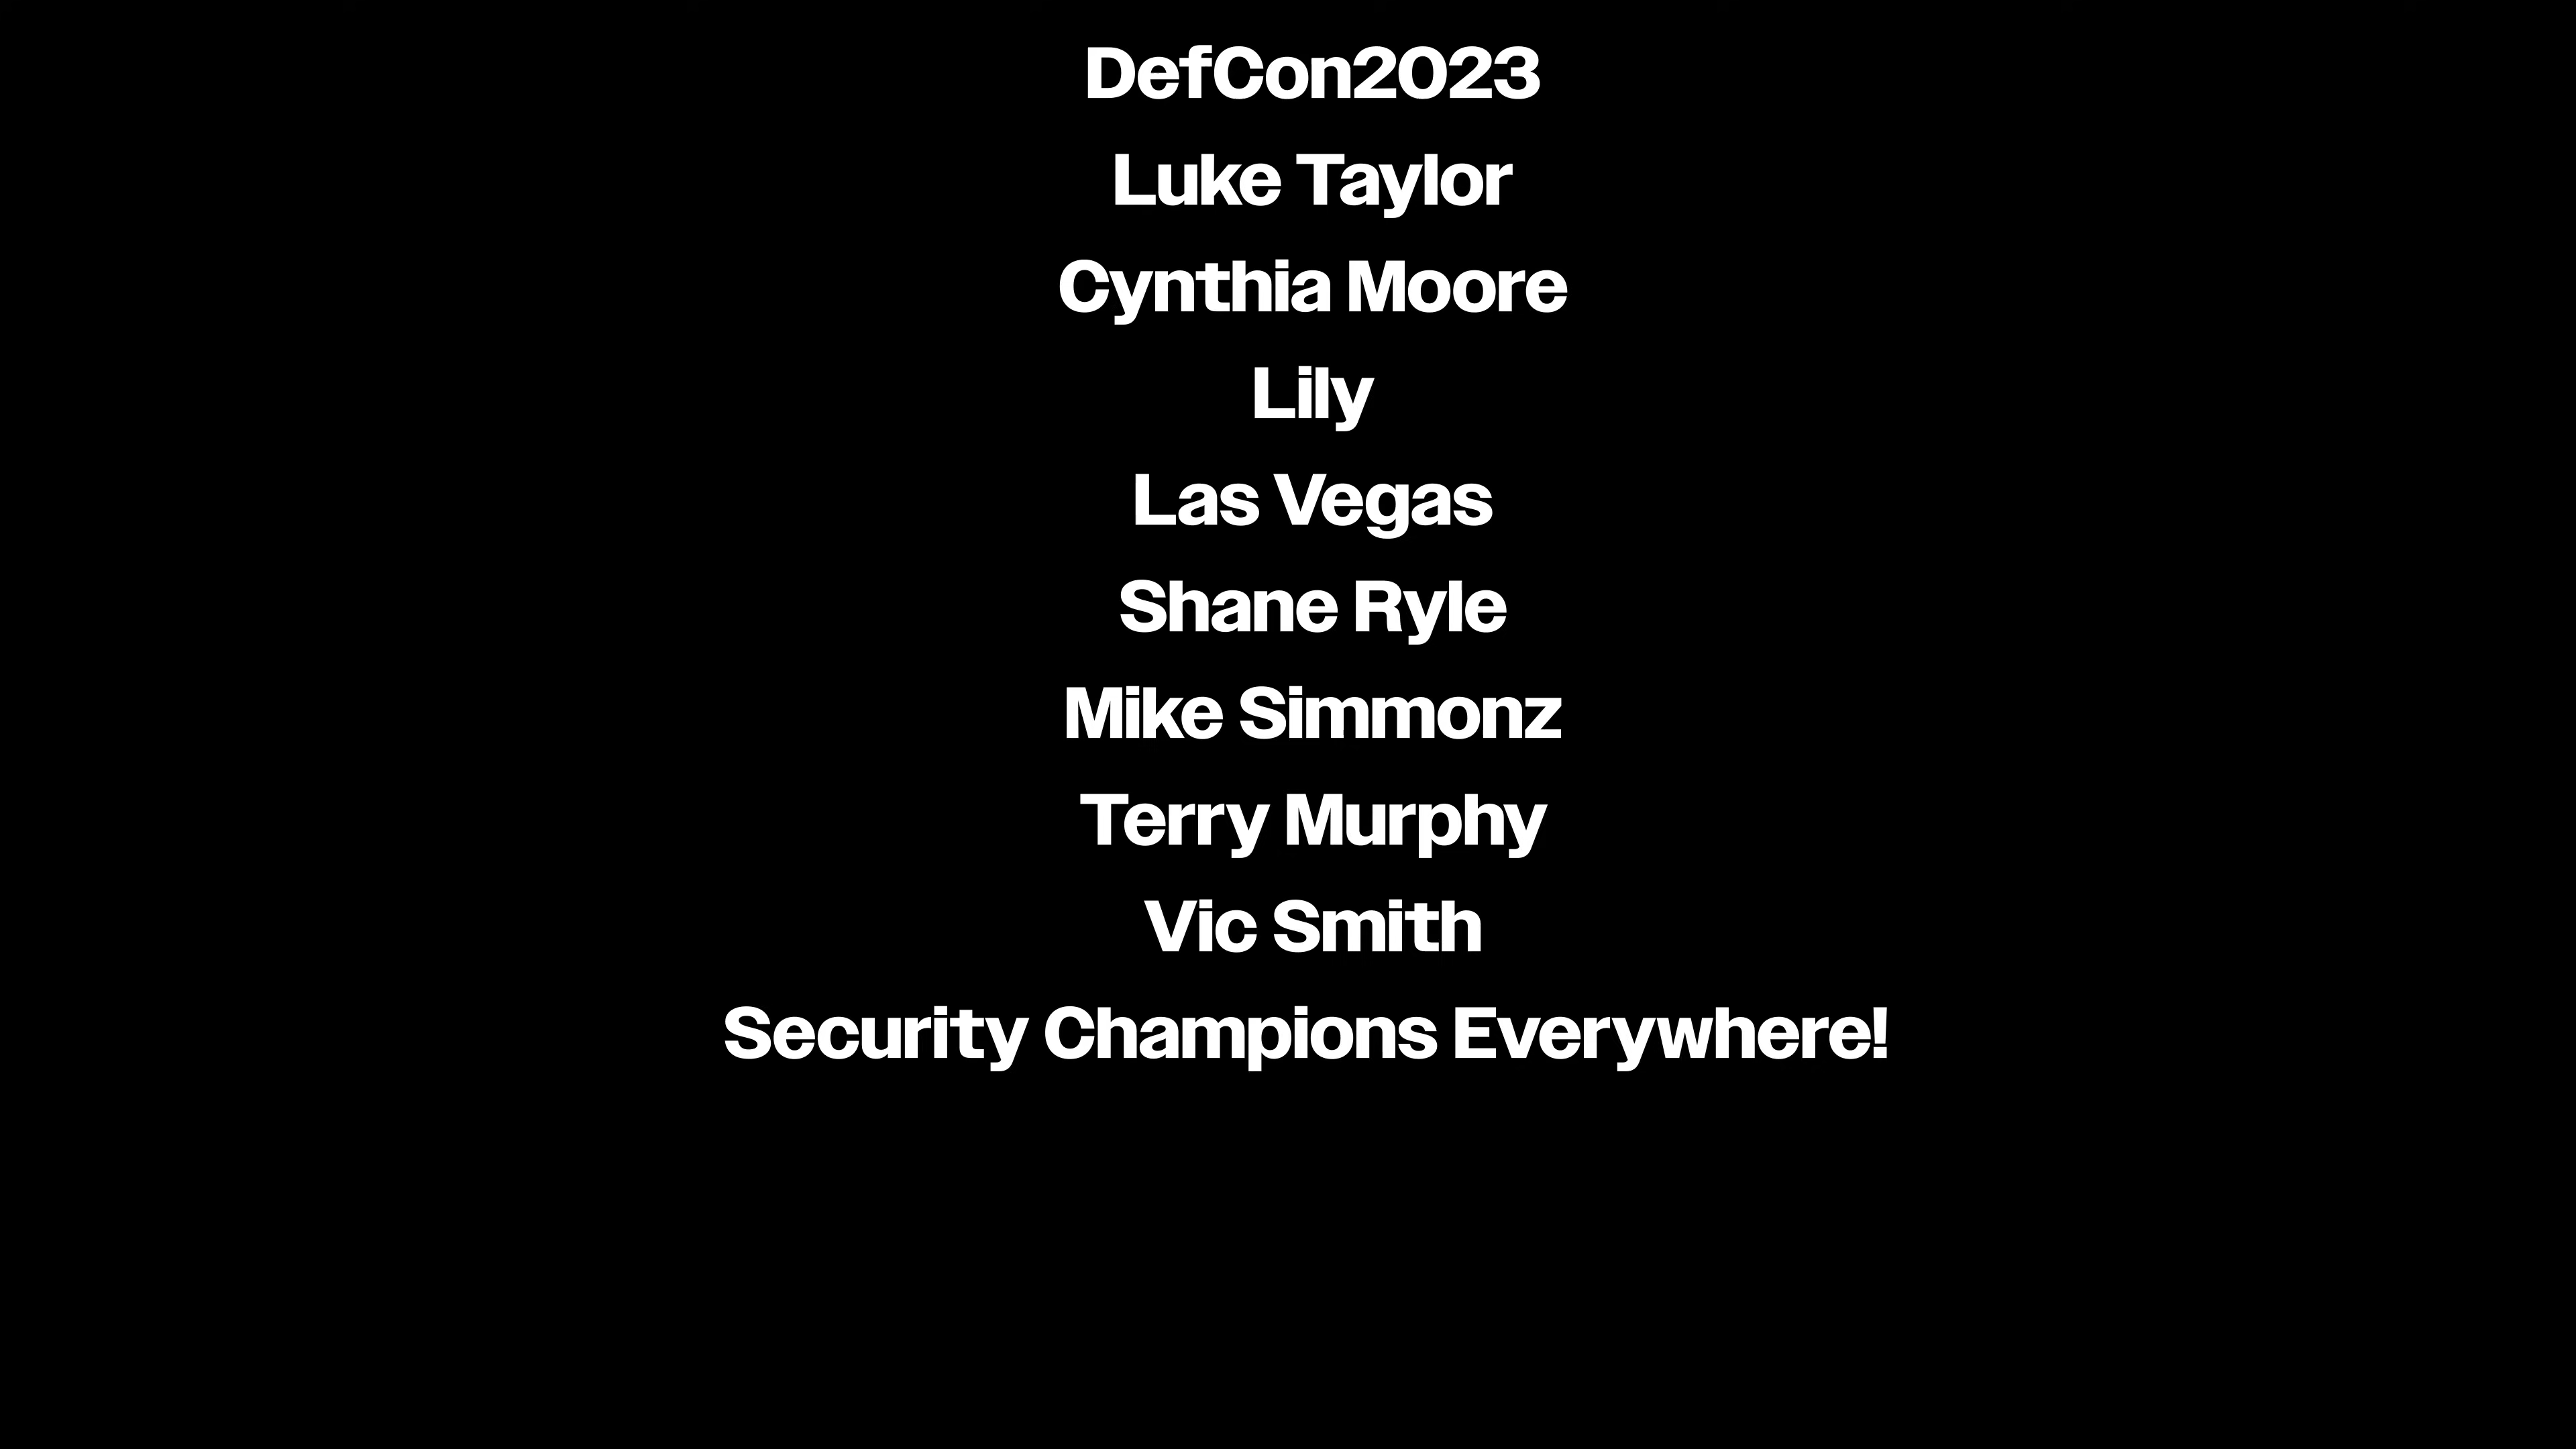 DefCon2023
Luke Taylor
Cynthia Moore
Lily
Las Vegas
Shane Ryle
Mike Simmonz
Terry Murphy
Vic Smith
Security Champions Everywhere!